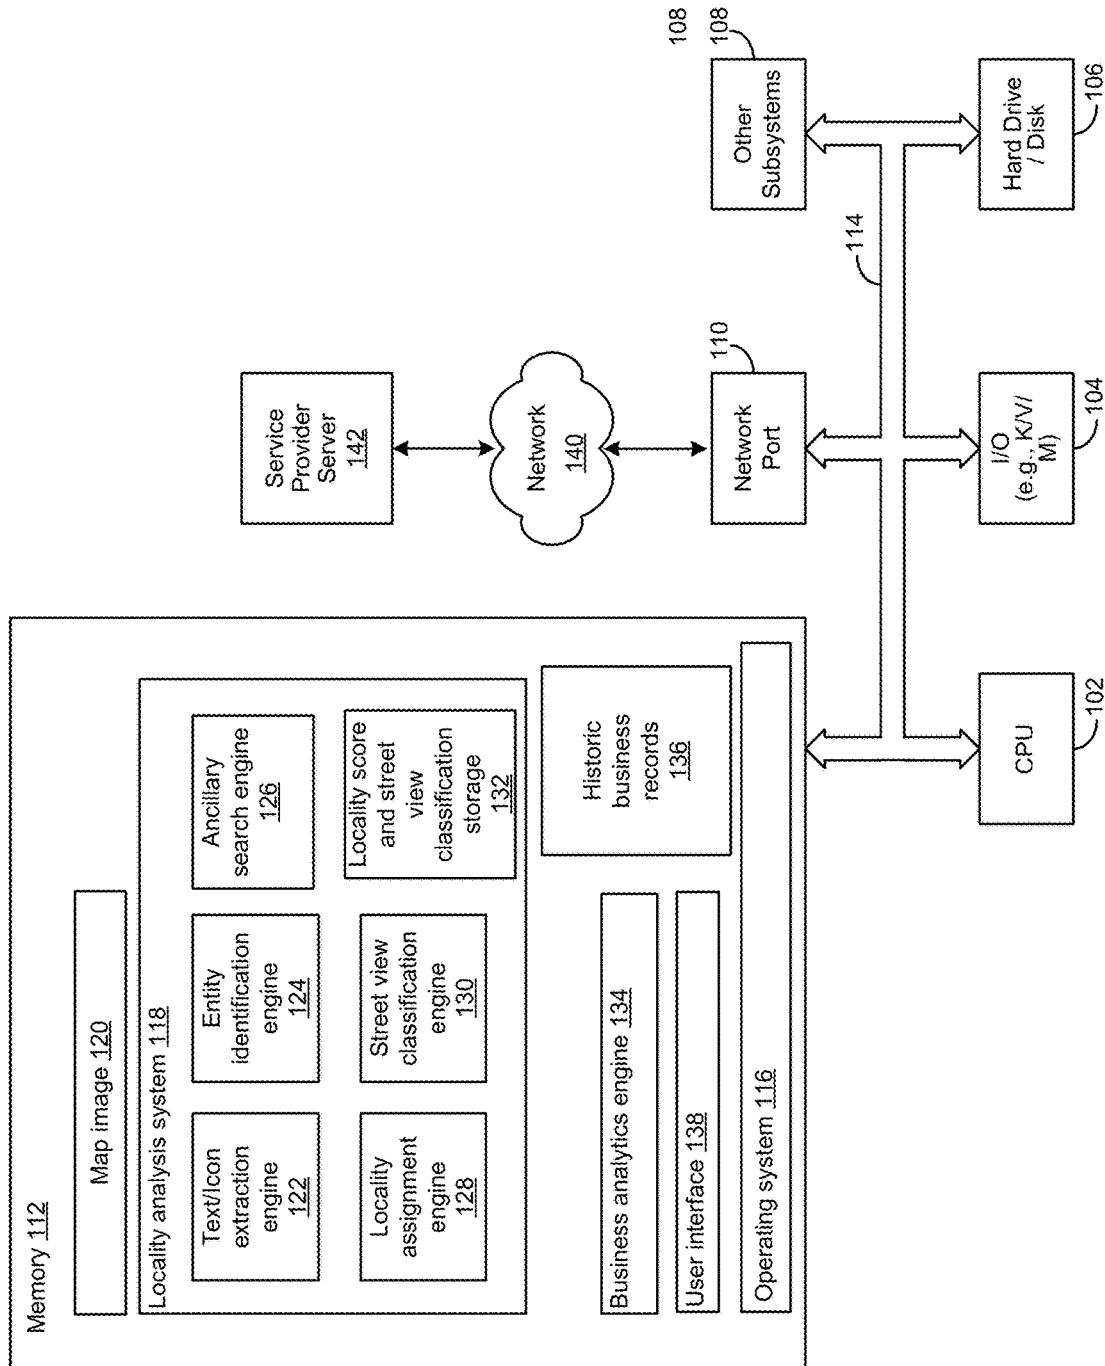 Memory 112
Map image 120
Locality analysis system 118
Text/Icon
extraction
engine
122
Entity
identification
engine
124
Ancillary
search engine
126
Locality
assignment
engine
128
Street view
classification
engine
130
Locality score
and street
view
classification
storage
132
Business analytics engine 134
User interface 138
Historic
business
records
136
Operating system 116
Service
Provider
Server
142
Network
140
Network
Port
110
Other
Subsystems
108
108
114
CPU
102
I/O
(e.g., K/V/
M)
104
Hard Drive
/ Disk
106